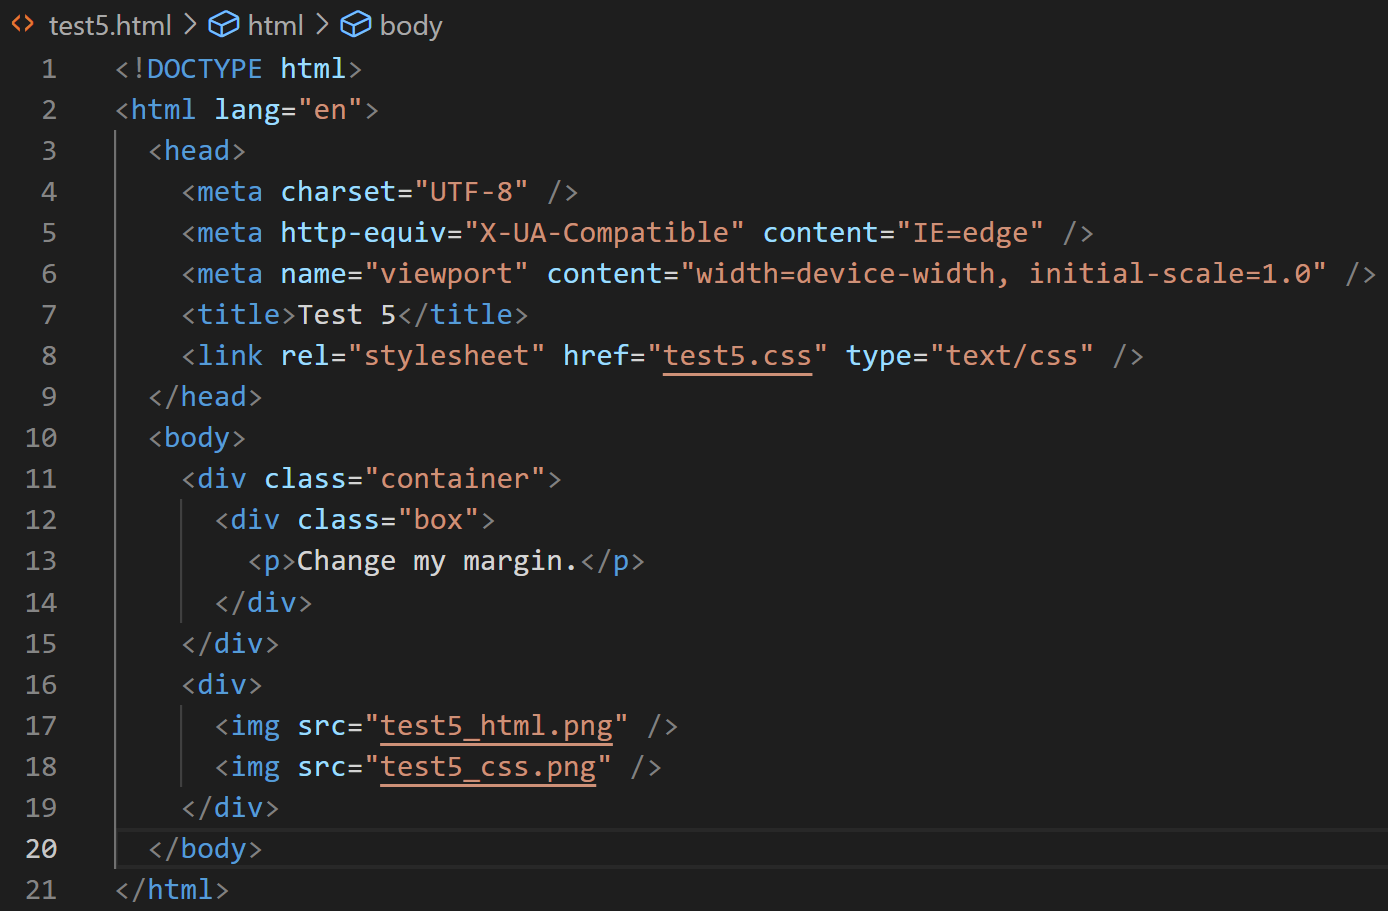 test5.html > html > body
1 <!DOCTYPE html>
2 <html lang="en">
3   <head>
4     <meta charset="UTF-8" />
5     <meta http-equiv="X-UA-Compatible" content="IE=edge" />
6     <meta name="viewport" content="width=device-width, initial-scale=1.0" />
7     <title>Test 5</title>
8     <link rel="stylesheet" href="test5.css" type="text/css" />
9   </head>
10   <body>
11     <div class="container">
12       <div class="box">
13         <p>Change my margin.</p>
14       </div>
15     </div>
16     <div>
17       <img src="test5_html.png" />
18       <img src="test5_css.png" />
19     </div>
20   </body>
21 </html>